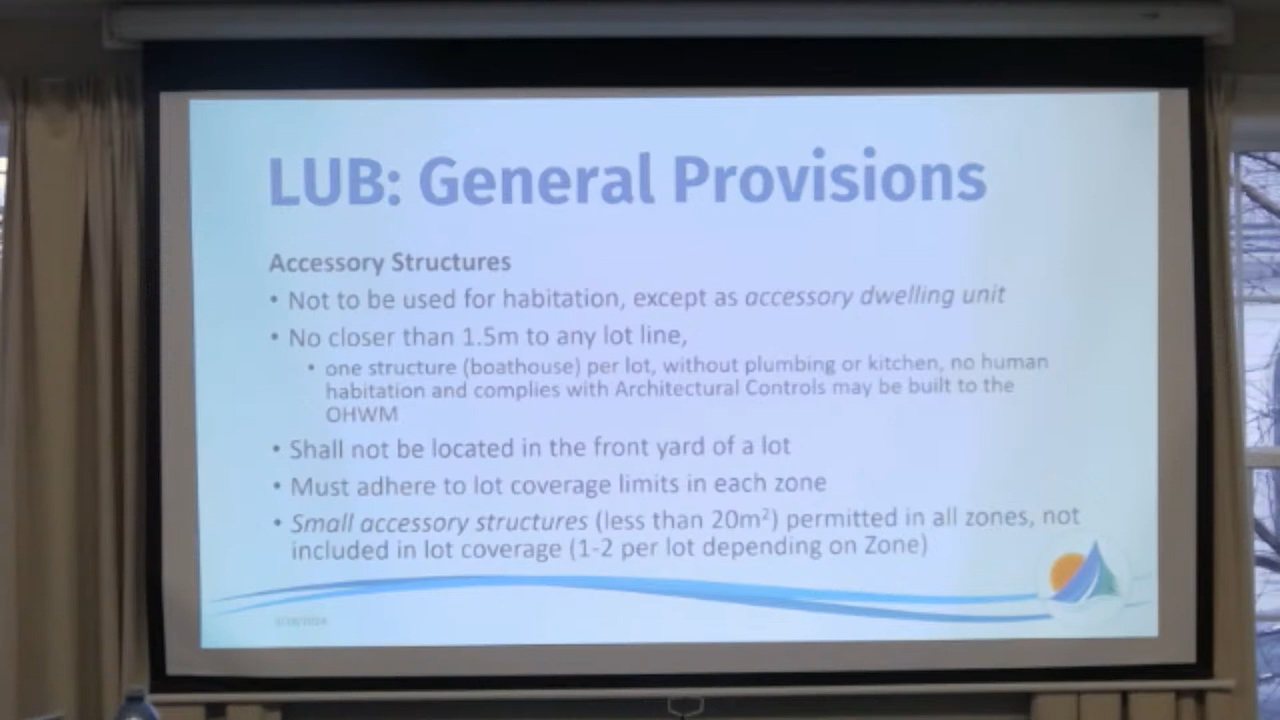 LUB: General Provisions
Accessory Structures
• Not to be used for habitation, except as accessory dwelling unit
• No closer than 1.5m to any lot line,
• one structure (boathouse) per lot, without plumbing or kitchen, no human
habitation and complies with Architectural Controls may be built to the
OHWM
• Shall not be located in the front yard of a lot
• Must adhere to lot coverage limits in each zone
• Small accessory structures (less than 20m²) permitted in all zones, not
included in lot coverage (1-2 per lot depending on Zone)